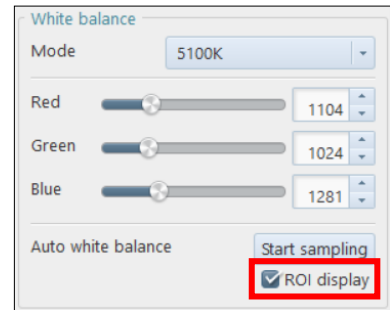 White balance
Mode 5100K
Red 1104
Green 1024
Blue 1281
Auto white balance Start sampling
ROI display